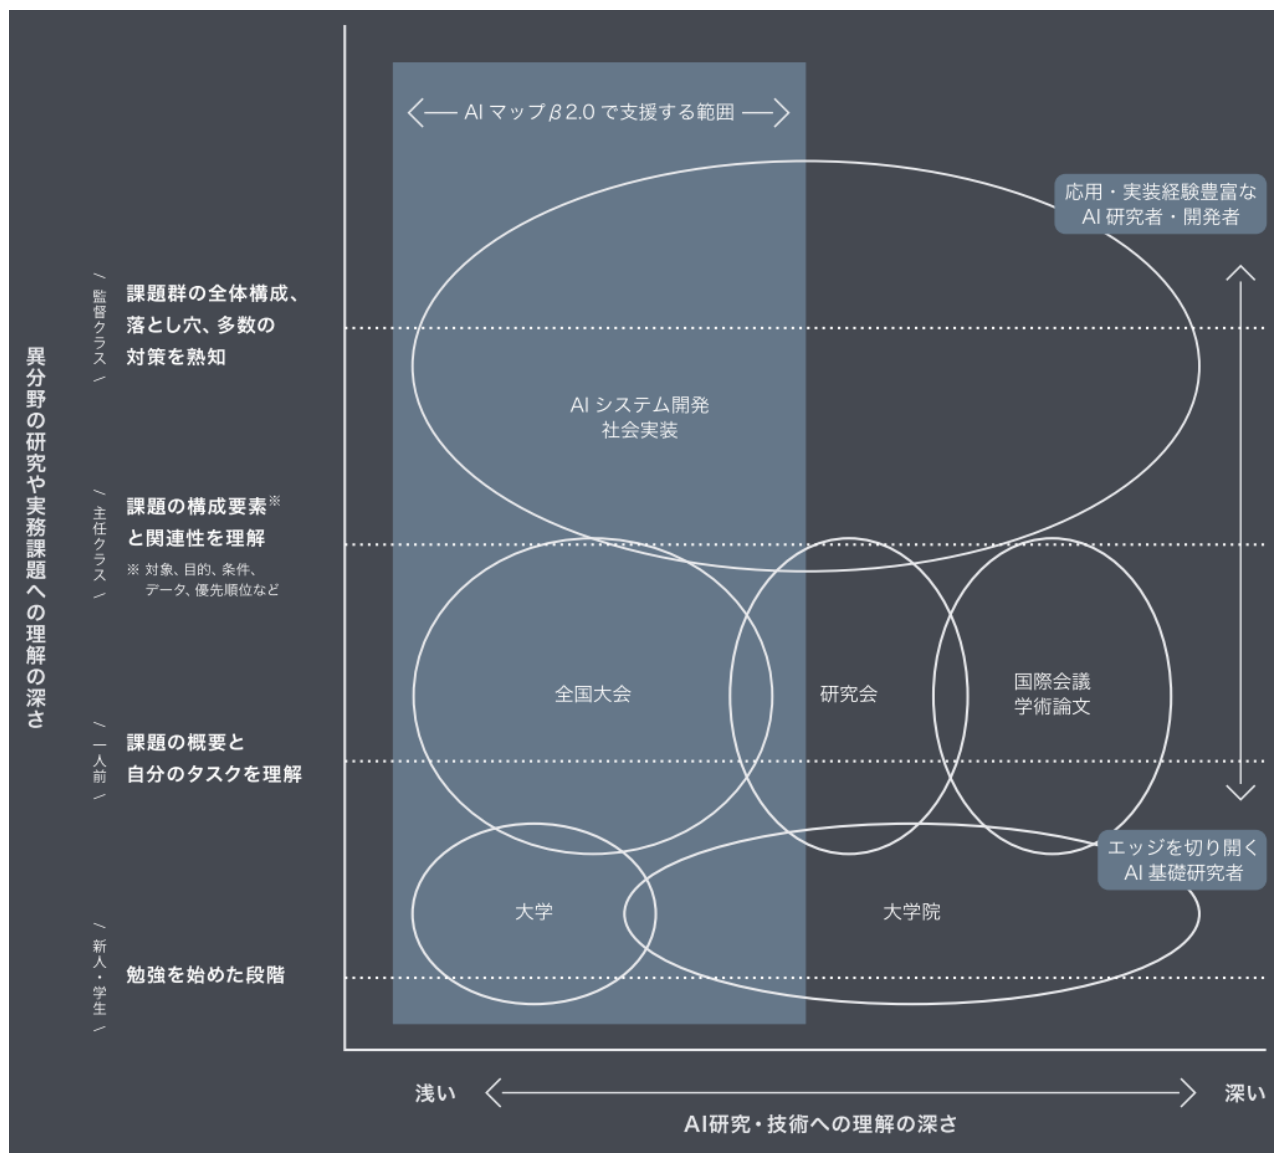 AI マップβ2.0 で支援する範囲
応用・実装経験豊富な
AI 研究者・開発者
異分野の研究や実務課題への理解の深さ
監督クラス
課題群の全体構成、
落とし穴、多数の
対策を熟知
AI システム開発
社会実装
主任クラス
課題の構成要素※
と関連性を理解
※ 対象、目的、条件、
データ、優先順位など
全国大会
研究会
国際会議
学術論文
一人前
課題の概要と
自分のタスクを理解
エッジを切り開く
AI 基礎研究者
大学
大学院
新人・学生
勉強を始めた段階
浅い
深い
AI研究・技術への理解の深さ